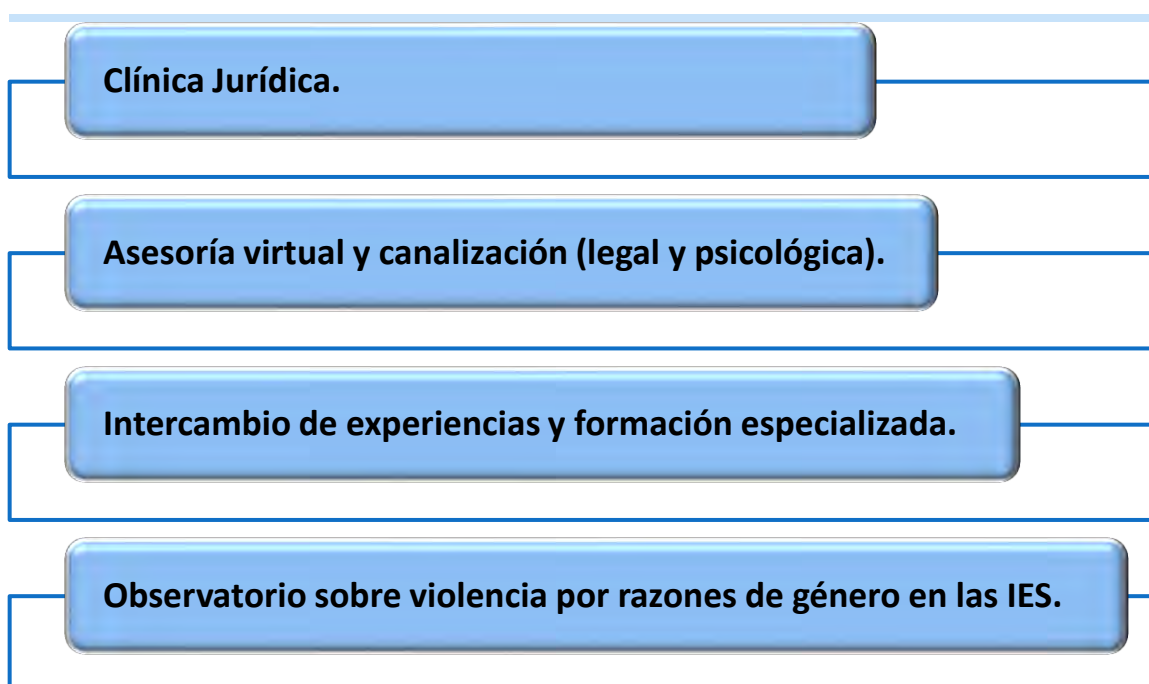 Clínica Jurídica.
Asesoría virtual y canalización (legal y psicológica).
Intercambio de experiencias y formación especializada.
Observatorio sobre violencia por razones de género en las IES.